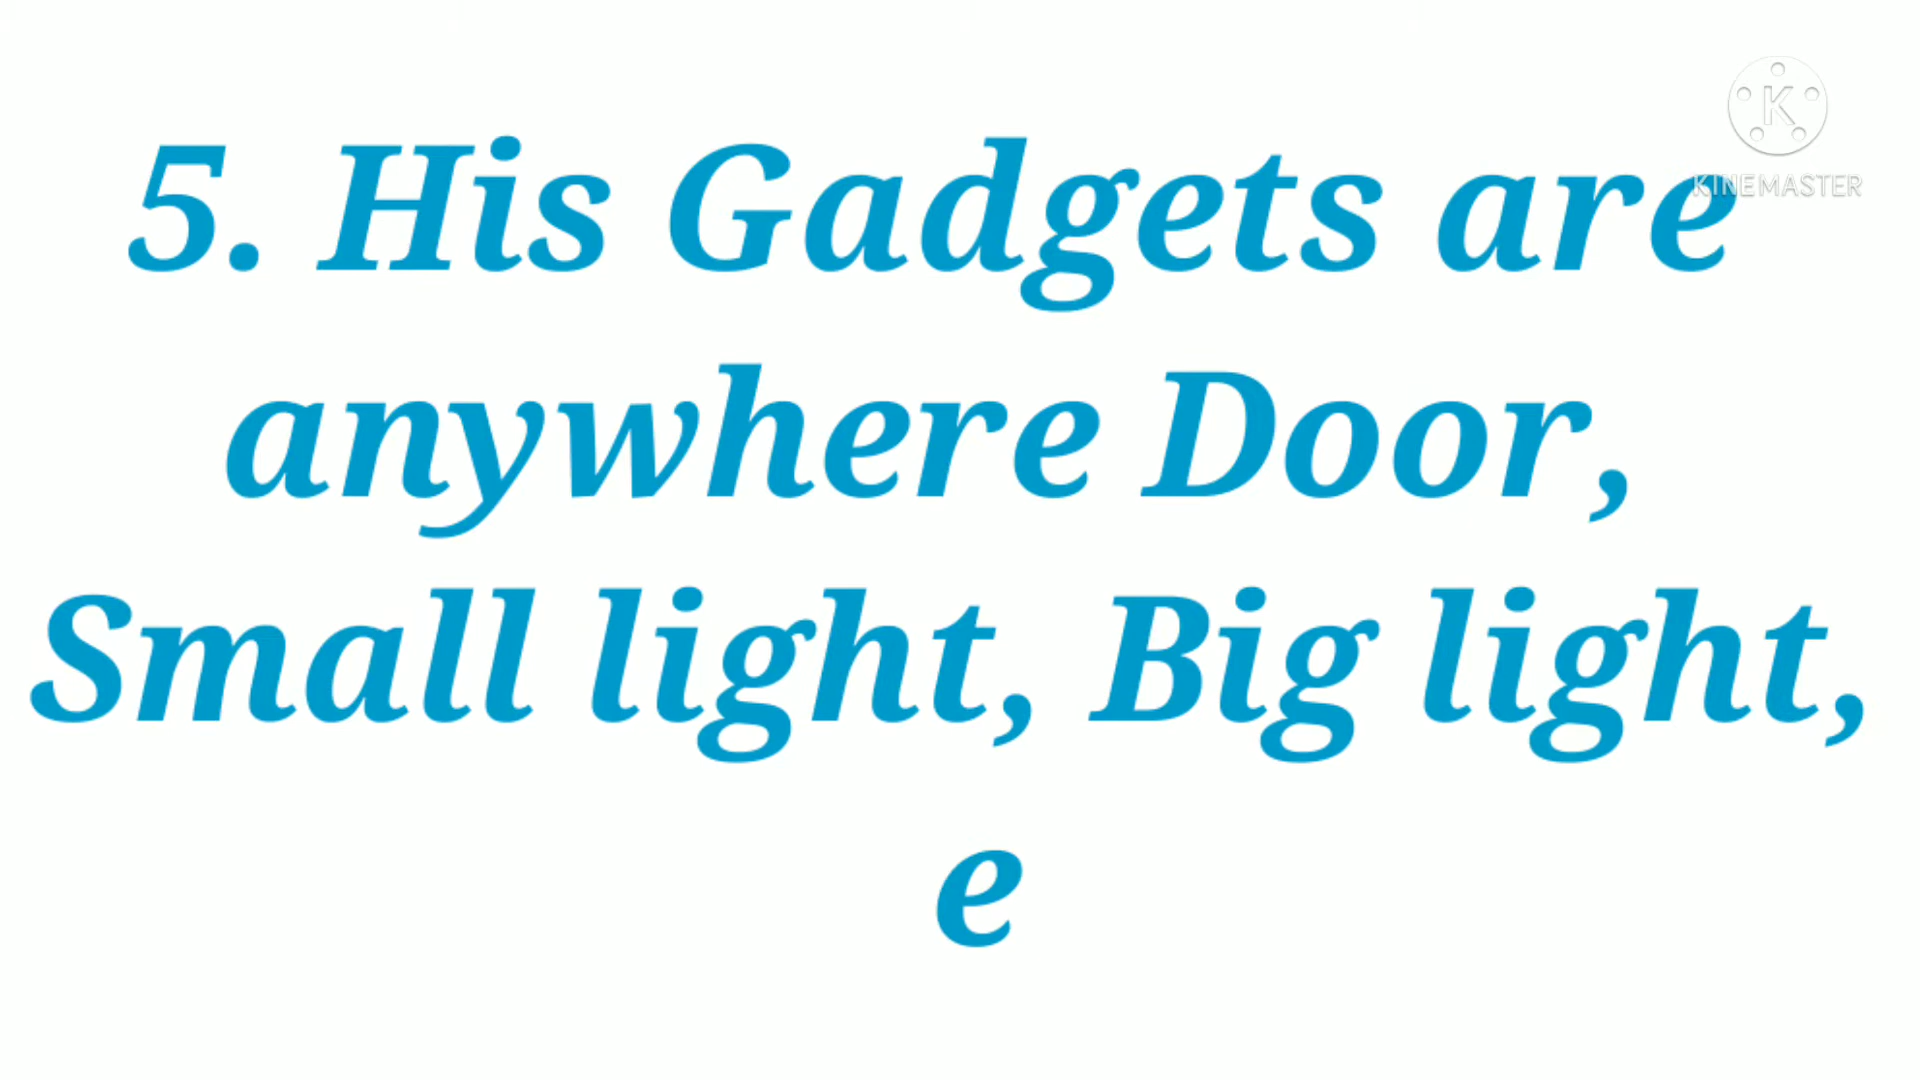 K
KINEMASTER
5. His Gadgets are
anywhere Door,
Small light, Big light,
e